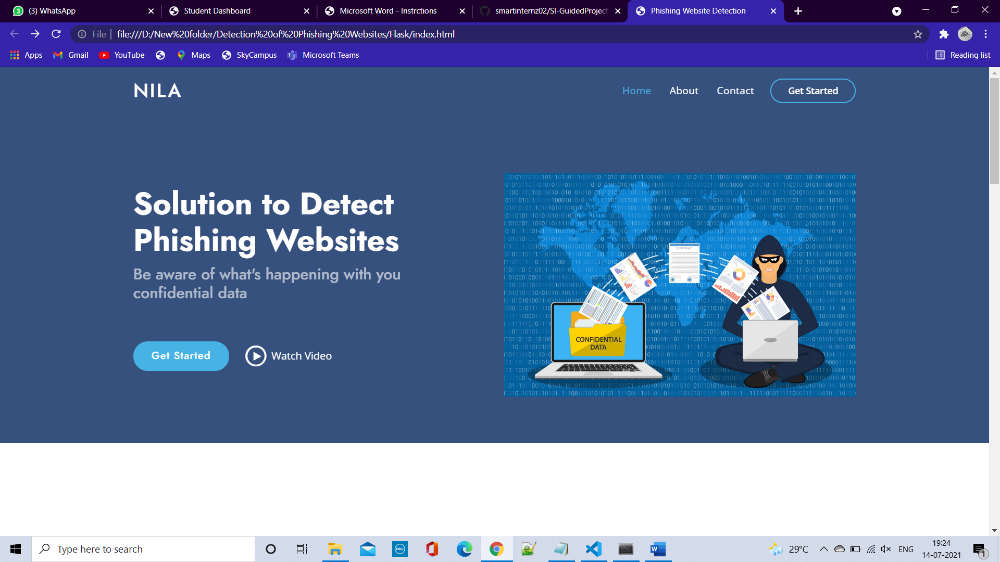 (3) WhatsApp
Student Dashboard
Microsoft Word - Instrctions
smartinternz02/SI-GuidedProject
Phishing Website Detection
File
file:///D:/New%20folder/Detection%20of%20Phishing%20Websites/Flask/index.html
Apps
Gmail
YouTube
Maps
SkyCampus
Microsoft Teams
Reading list
NILA
Home
About
Contact
Get Started
Solution to Detect
Phishing Websites
Be aware of what's happening with you
confidential data
Get Started
Watch Video
CONTRACT
CONFIDENTIAL
DATA
Type here to search
DELL
29°C
ENG
19:24
14-07-2021
1